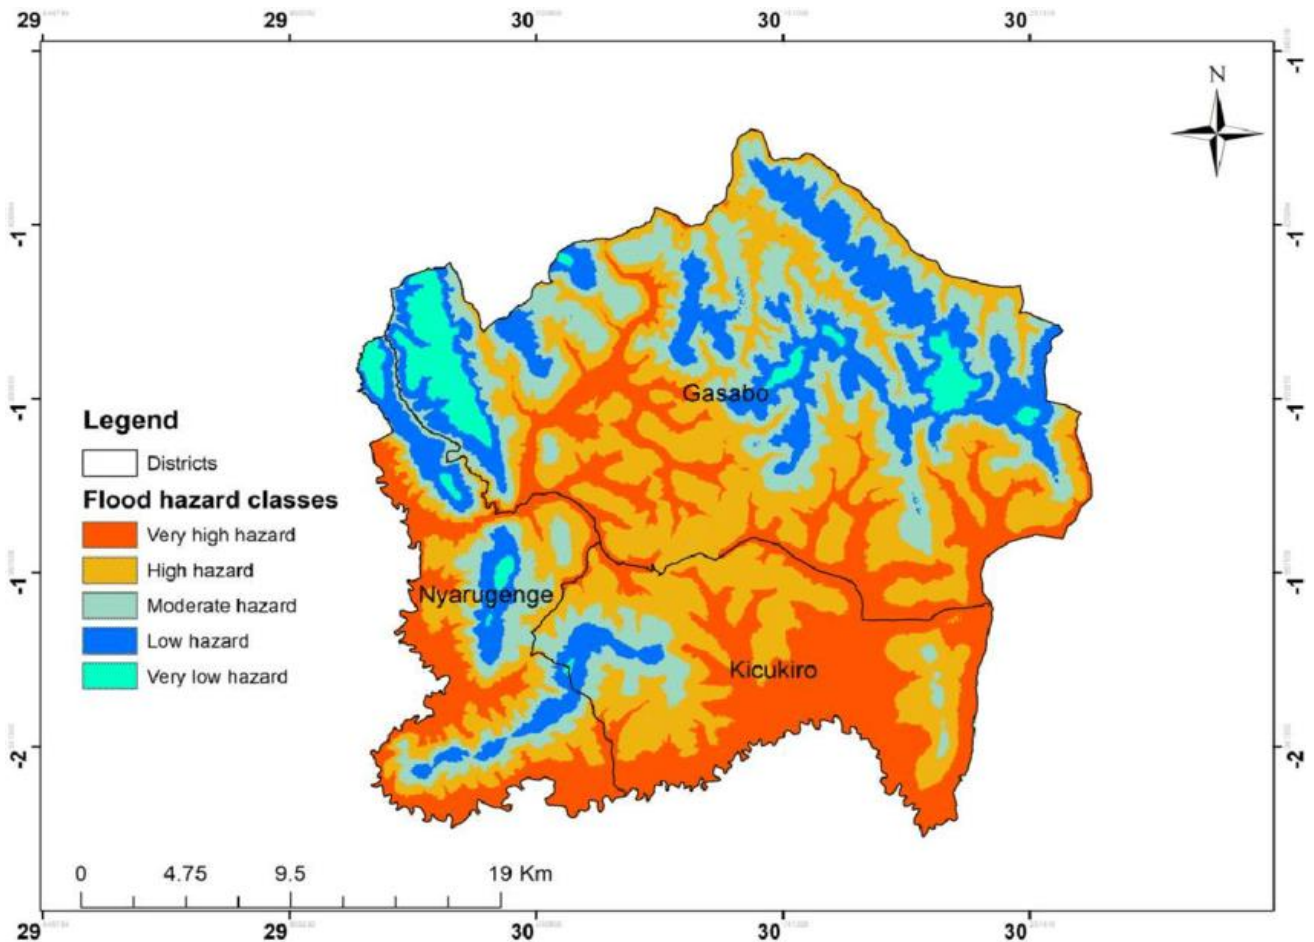 29 29 30 30 30
-1 -1
N
-1 -1
-1 Gasabo -1
Legend
Districts
Flood hazard classes
Very high hazard
High hazard
-1 -1
Nyarugenge
Moderate hazard
Low hazard
Kicukiro
Very low hazard
-2 -2
0 4.75 9.5 19 Km
29 29 30 30 30